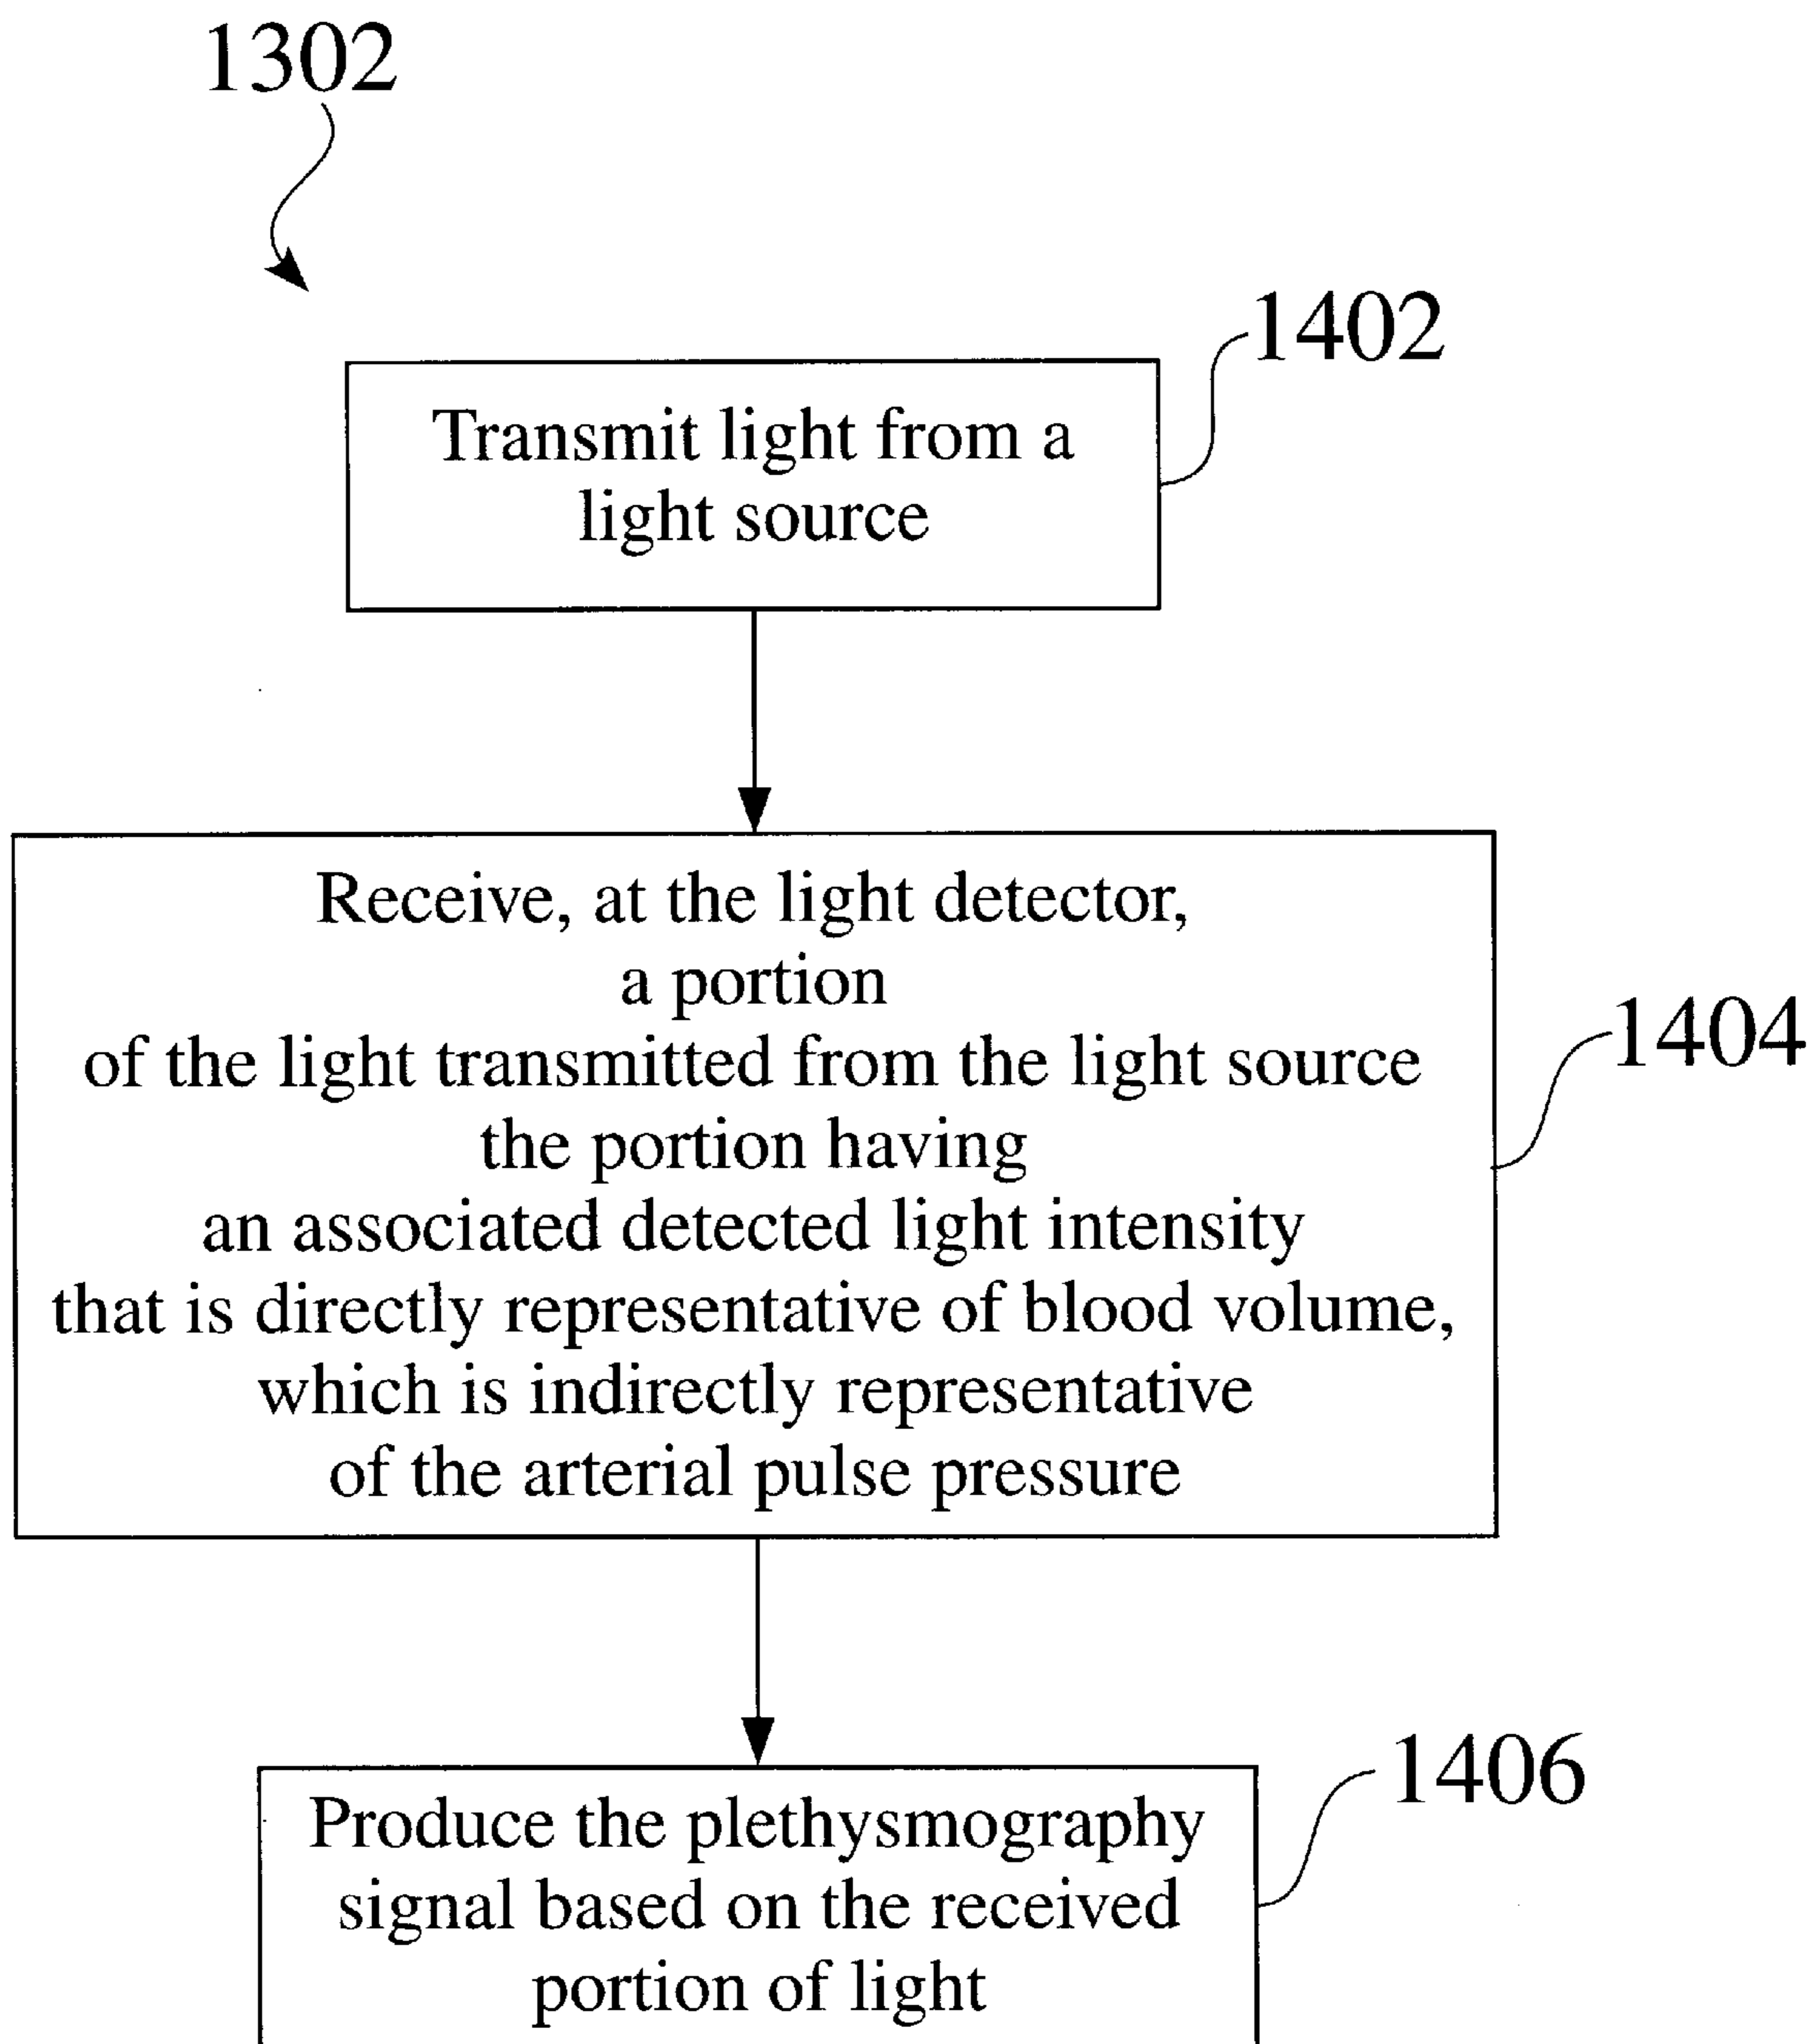 1302
1402
Transmit light from a
light source
Receive, at the light detector,
a portion
of the light transmitted from the light source
the portion having
an associated detected light intensity
that is directly representative of blood volume,
which is indirectly representative
of the arterial pulse pressure
1404
1406
Produce the plethysmography
signal based on the received
portion of light